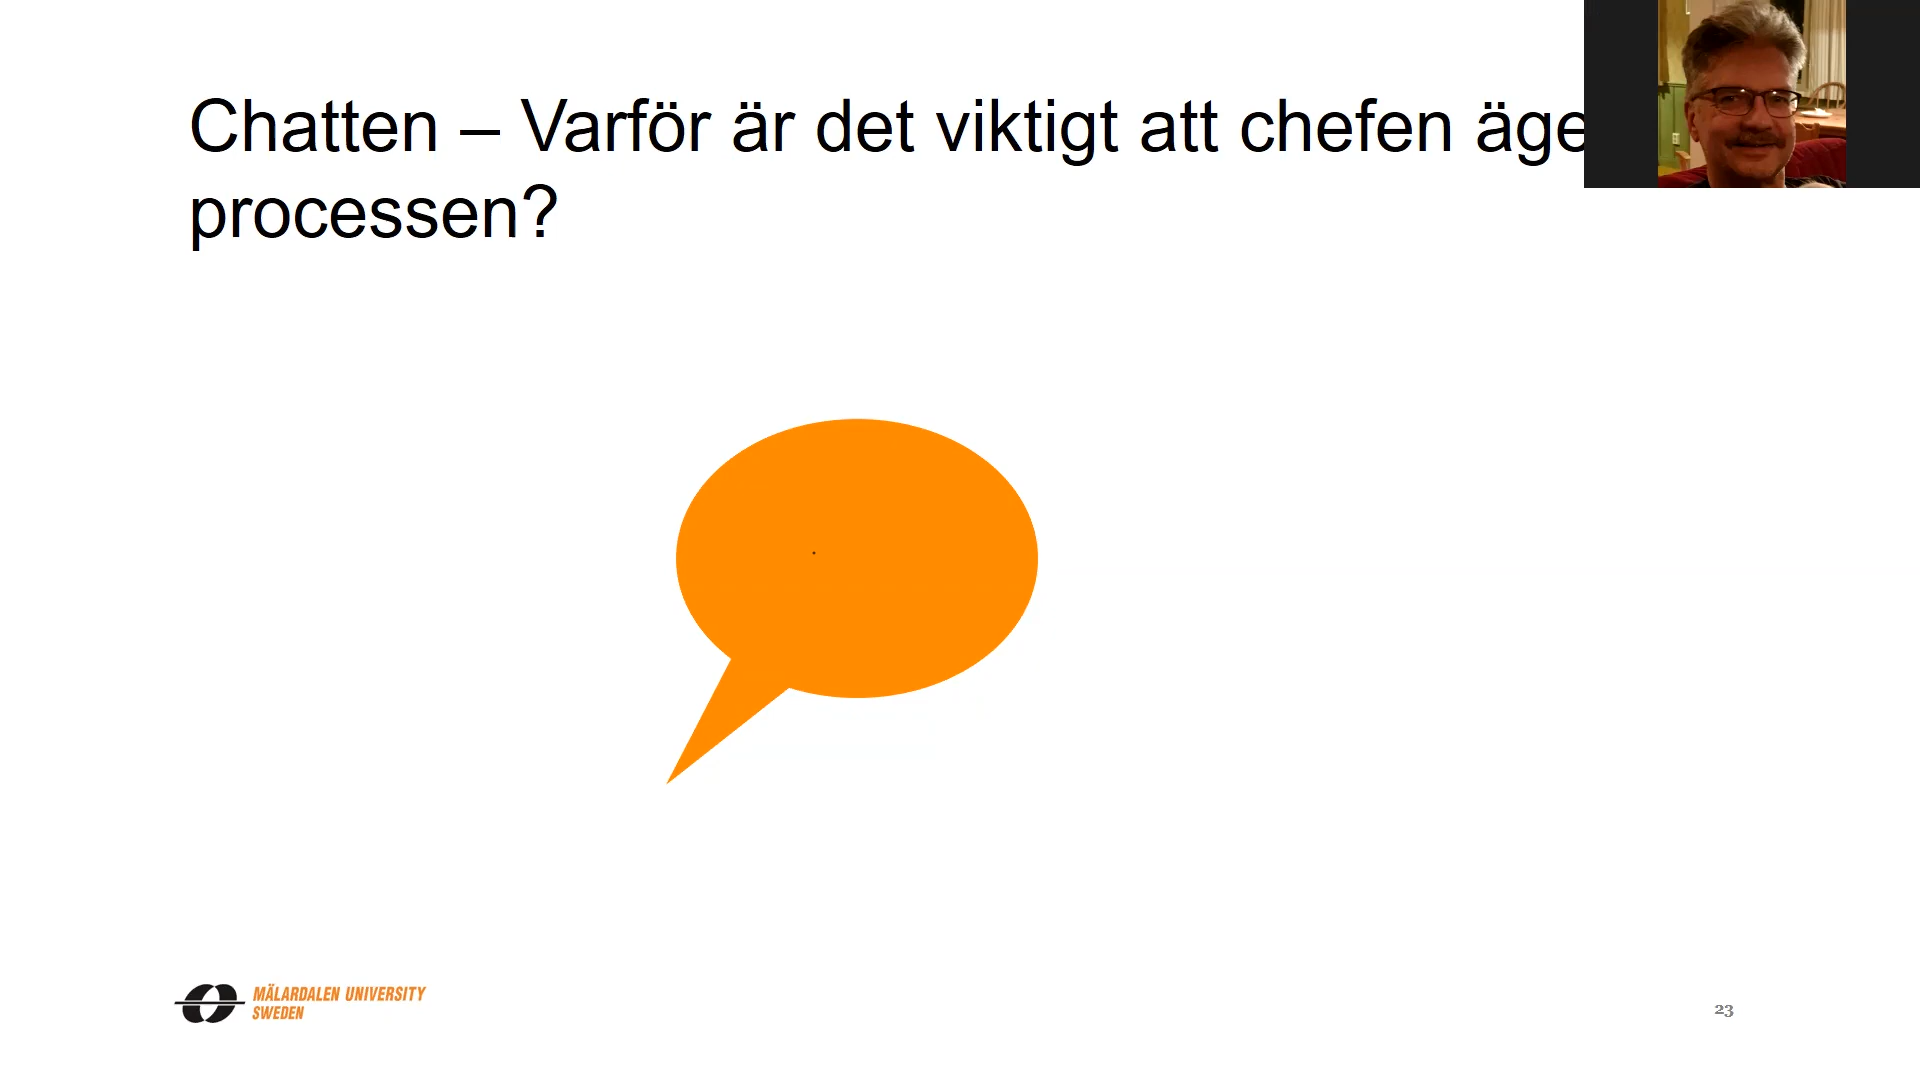 Chatten – Varför är det viktigt att chefen äge
processen?
MÄLARDALEN UNIVERSITY
SWEDEN
23